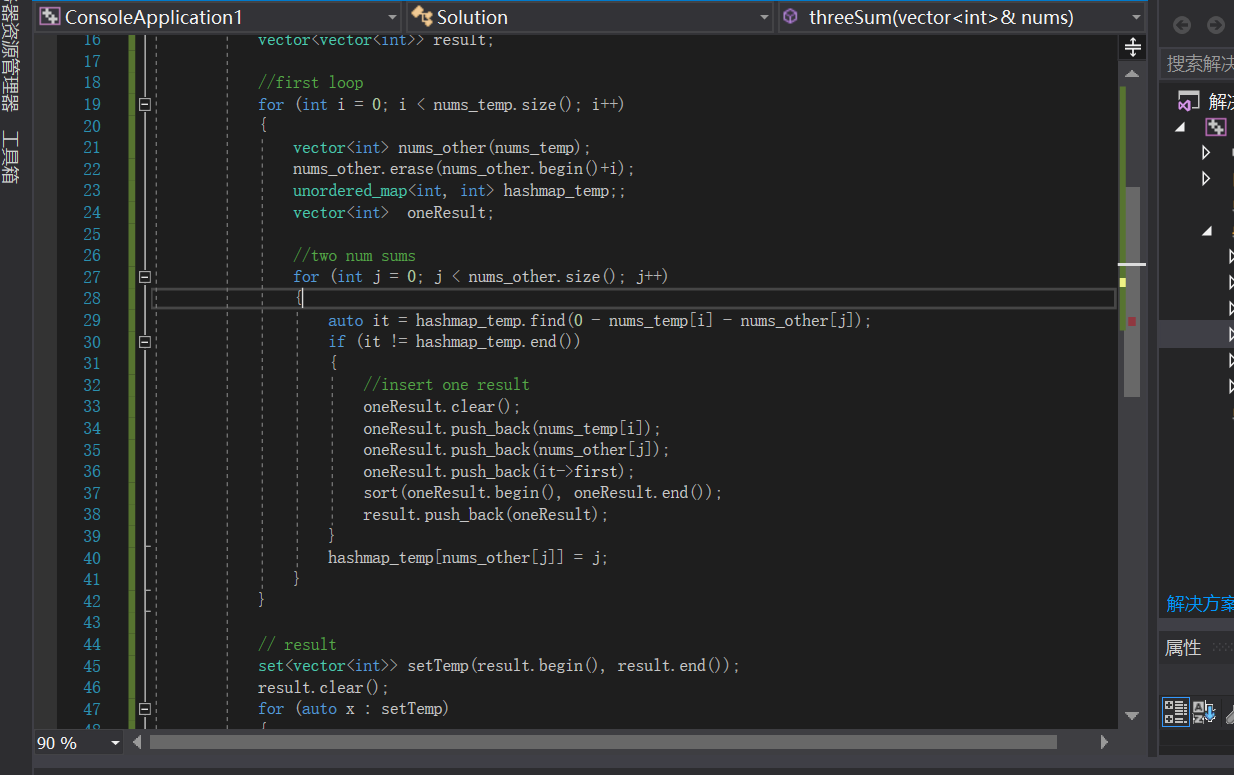 ConsoleApplication1
Solution
threeSum(vector<int>& nums)
器资源管理器
工具箱
16 vector<vector<int>> result;
17
18 //first loop
19 for (int i = 0; i < nums_temp.size(); i++)
20 {
21 vector<int> nums_other(nums_temp);
22 nums_other.erase(nums_other.begin()+i);
23 unordered_map<int, int> hashmap_temp;;
24 vector<int>  oneResult;
25
26 //two num sums
27 for (int j = 0; j < nums_other.size(); j++)
28 {
29 auto it = hashmap_temp.find(0 - nums_temp[i] - nums_other[j]);
30 if (it != hashmap_temp.end())
31 {
32 //insert one result
33 oneResult.clear();
34 oneResult.push_back(nums_temp[i]);
35 oneResult.push_back(nums_other[j]);
36 oneResult.push_back(it->first);
37 sort(oneResult.begin(), oneResult.end());
38 result.push_back(oneResult);
39 }
40 hashmap_temp[nums_other[j]] = j;
41 }
42 }
43
44 // result
45 set<vector<int>> setTemp(result.begin(), result.end());
46 result.clear();
47 for (auto x : setTemp)
48 {
90 %
搜索解决
解决
解决方案
属性